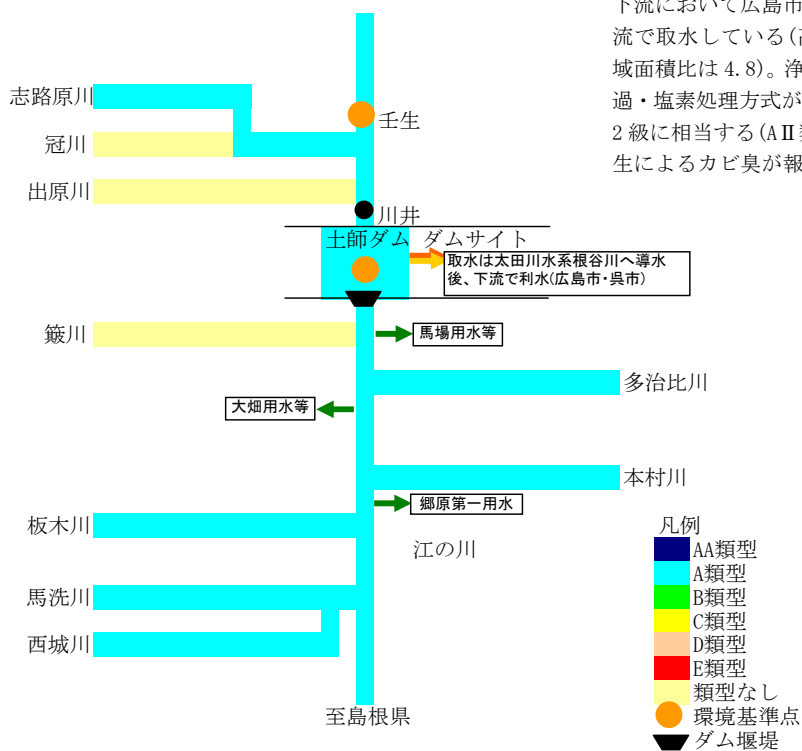 下流において広島市
流で取水している(
域面積比は 4.8)。浄
過・塩素処理方式が
2 級に相当する(AⅡ
生によるカビ臭が報
志路原川
壬生
冠川
出原川
川井
土師ダム ダムサイト
取水は太田川水系根谷川へ導水
後、下流で利水(広島市・呉市)
簸川
馬場用水等
多治比川
大畑用水等
本村川
郷原第一用水
板木川
江の川
馬洗川
西城川
至島根県
凡例
AA類型
A類型
B類型
C類型
D類型
E類型
類型なし
環境基準点
ダム堰堤